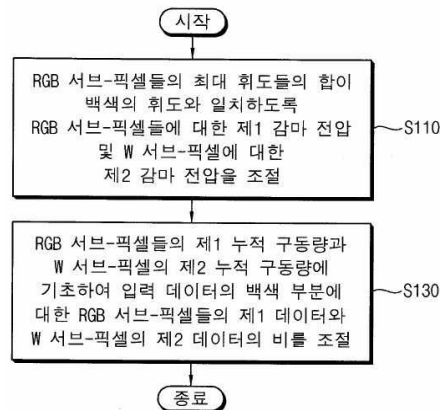 시작
RGB 서브-픽셀들의 최대 휘도들의 합이
백색의 휘도와 일치하도록
RGB 서브-픽셀들에 대한 제1 감마 전압
및 W 서브-픽셀에 대한
제2 감마 전압을 조절
S110
RGB 서브-픽셀들의 제1 누적 구동량과
W 서브-픽셀의 제2 누적 구동량에
기초하여 입력 데이터의 백색 부분에
대한 RGB 서브-픽셀들의 제1 데이터와
W 서브-픽셀의 제2 데이터의 비를 조절
S130
종료